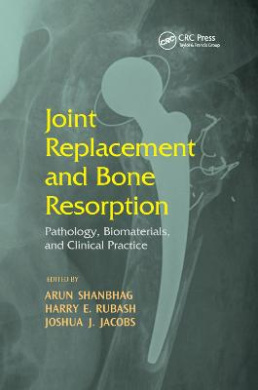 CRC
CRC Press
Taylor & Francis Group
Joint
Replacement
and Bone
Resorption
Pathology, Biomaterials,
and Clinical Practice
EDITED BY
ARUN SHANBHAG
HARRY E. RUBASH
JOSHUA J. JACOBS